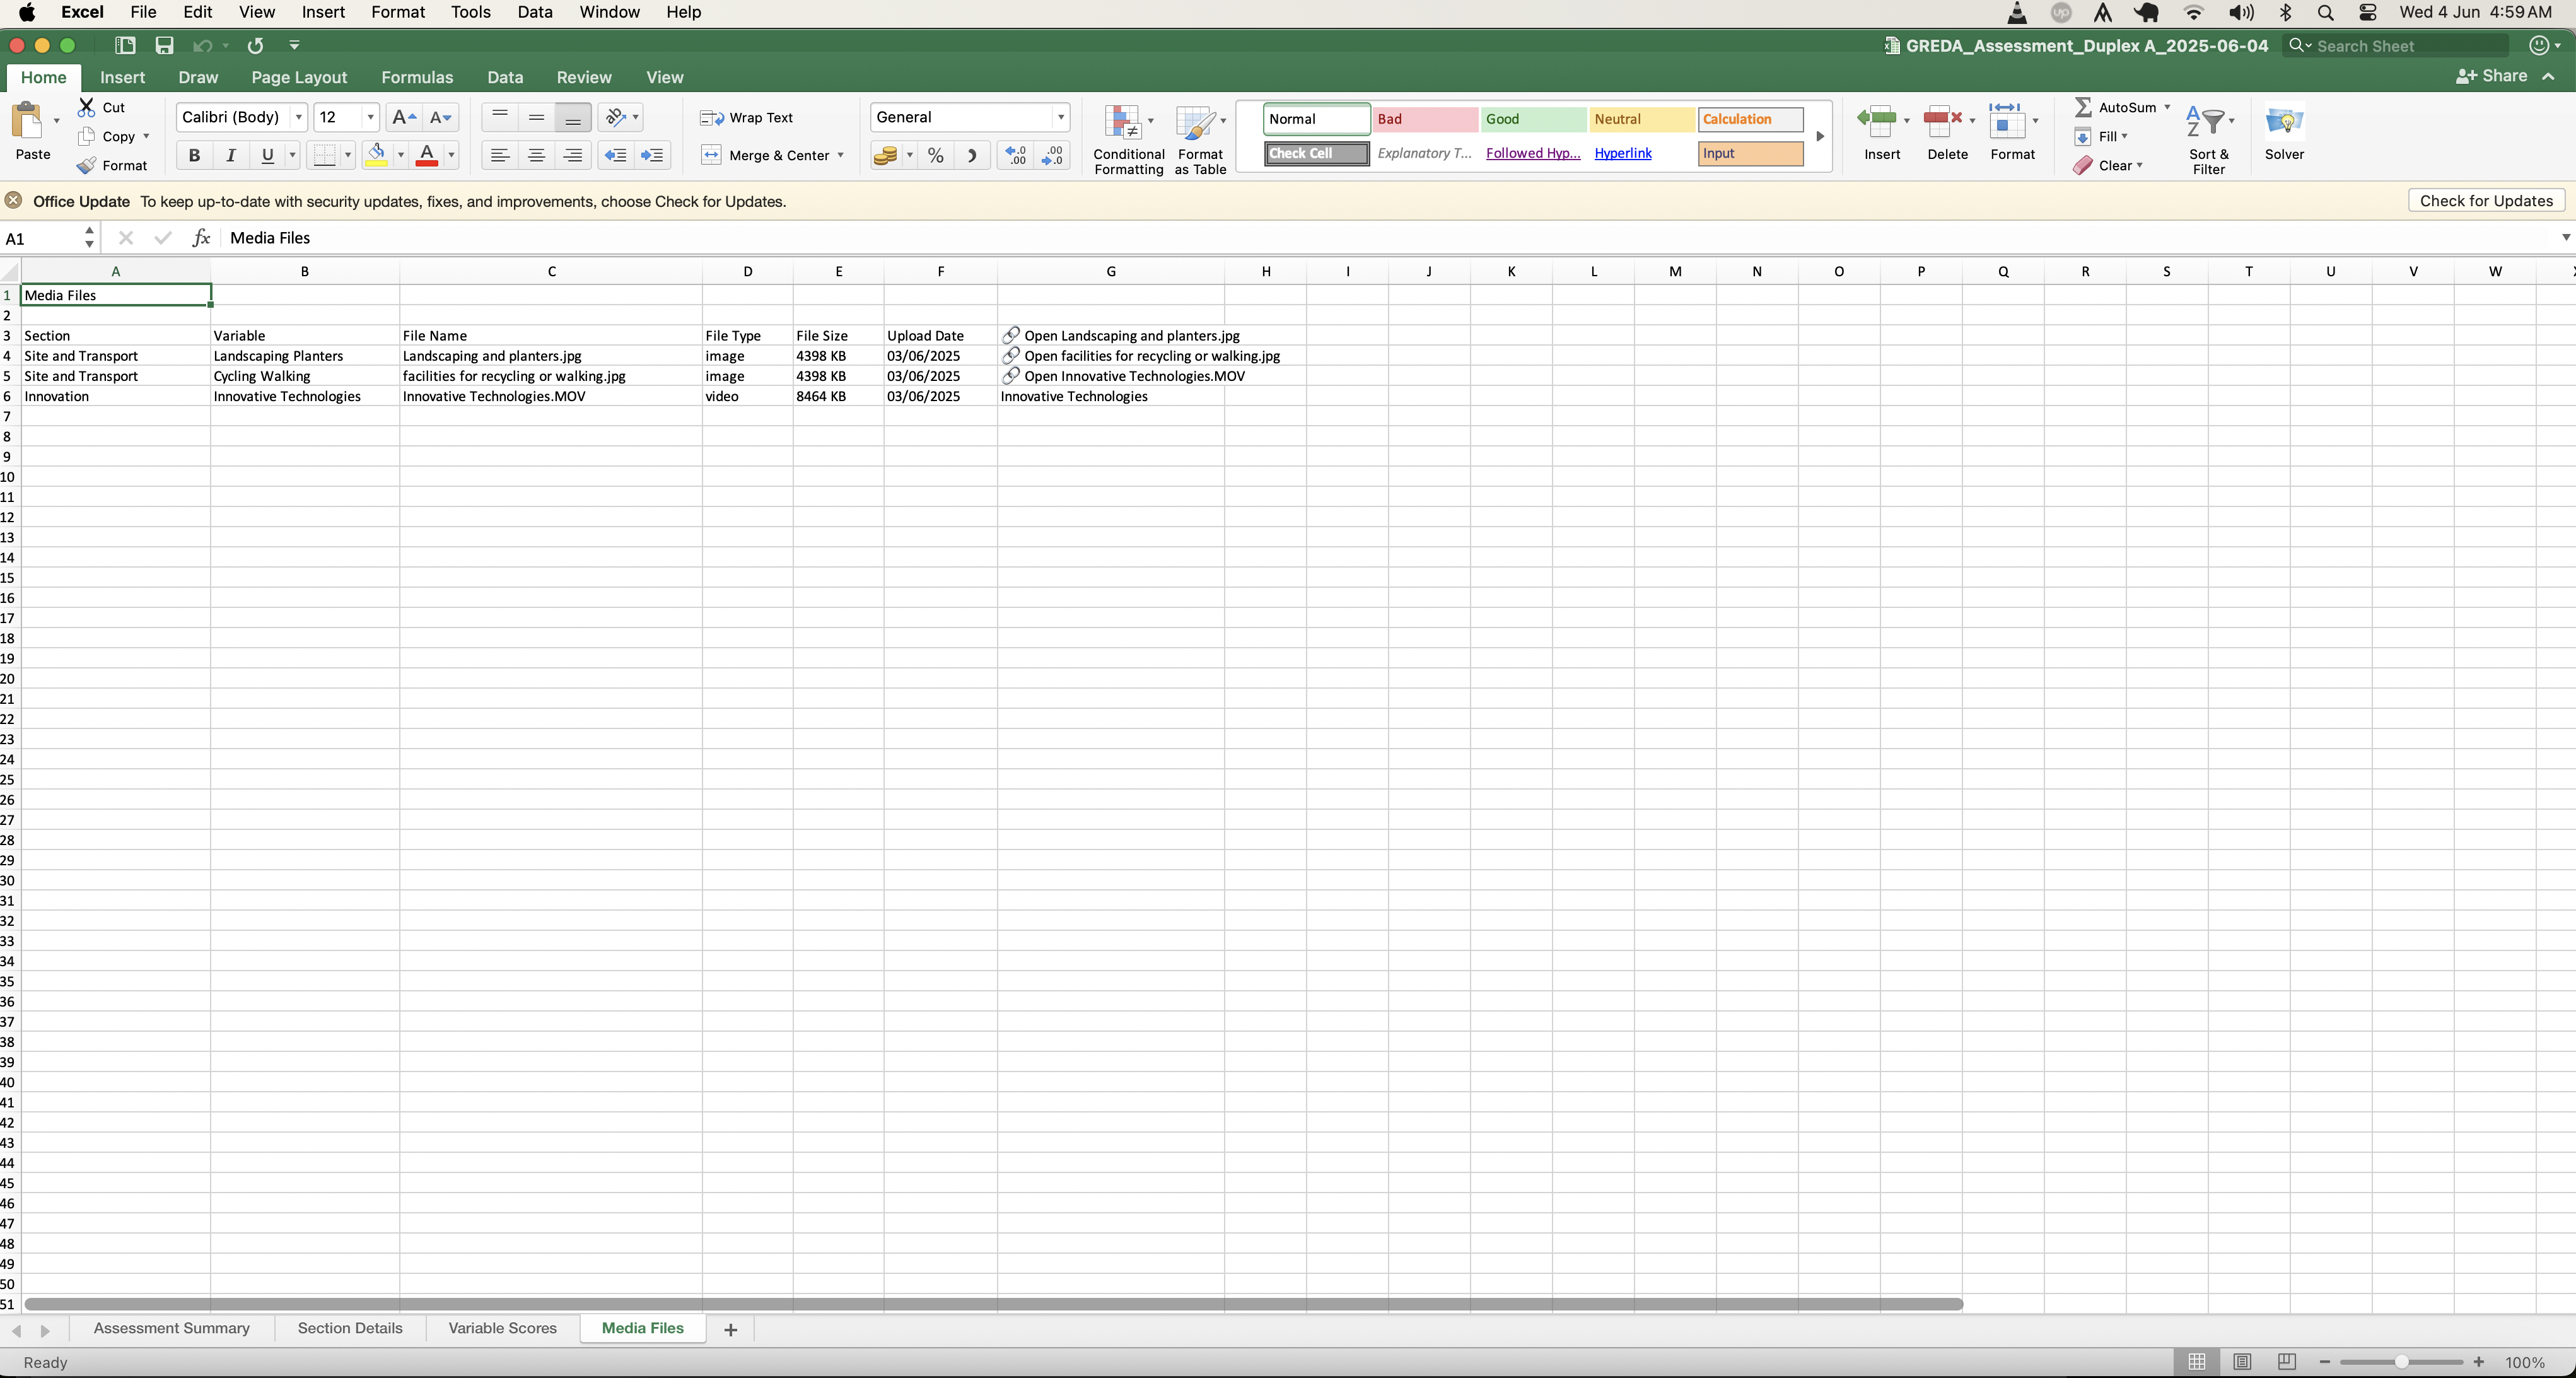 Excel File Edit View Insert Format Tools Data Window Help Wed 4 Jun 4:59 AM
GREDA_Assessment_Duplex A_2025-06-04 Search Sheet
Home Insert Draw Page Layout Formulas Data Review View Share
Paste Cut Copy Format
Calibri (Body) 12
Wrap Text
Merge & Center
General
Conditional Formatting
Format as Table
Normal Bad Good Neutral Calculation
Check Cell Explanatory T... Followed Hyp... Hyperlink Input
Insert Delete Format
AutoSum
Fill
Clear
Sort & Filter
Solver
Office Update To keep up-to-date with security updates, fixes, and improvements, choose Check for Updates. Check for Updates
A1 fx Media Files
A B C D E F G H I J K L M N O P Q R S T U V W
1 Media Files
2
3 Section Variable File Name File Type File Size Upload Date 🔗 Open Landscaping and planters.jpg
4 Site and Transport Landscaping Planters Landscaping and planters.jpg image 4398 KB 03/06/2025 🔗 Open facilities for recycling or walking.jpg
5 Site and Transport Cycling Walking facilities for recycling or walking.jpg image 4398 KB 03/06/2025 🔗 Open Innovative Technologies.MOV
6 Innovation Innovative Technologies Innovative Technologies.MOV video 8464 KB 03/06/2025 Innovative Technologies
7
8
9
10
11
12
13
14
15
16
17
18
19
20
21
22
23
24
25
26
27
28
29
30
31
32
33
34
35
36
37
38
39
40
41
42
43
44
45
46
47
48
49
50
51
Assessment Summary Section Details Variable Scores Media Files +
Ready 100%